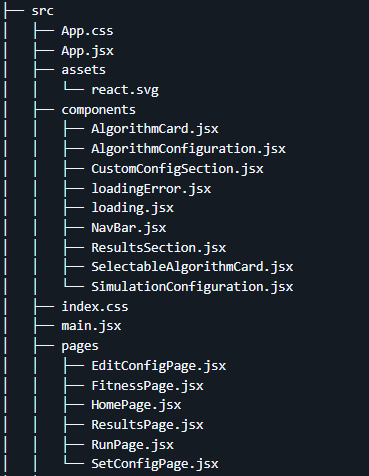 ├── src
│   ├── App.css
│   ├── App.jsx
│   ├── assets
│   │   └── react.svg
│   ├── components
│   │   ├── AlgorithmCard.jsx
│   │   ├── AlgorithmConfiguration.jsx
│   │   ├── CustomConfigSection.jsx
│   │   ├── loadingError.jsx
│   │   ├── loading.jsx
│   │   ├── NavBar.jsx
│   │   ├── ResultsSection.jsx
│   │   ├── SelectableAlgorithmCard.jsx
│   │   └── SimulationConfiguration.jsx
│   ├── index.css
│   ├── main.jsx
│   ├── pages
│   │   ├── EditConfigPage.jsx
│   │   ├── FitnessPage.jsx
│   │   ├── HomePage.jsx
│   │   ├── ResultsPage.jsx
│   │   ├── RunPage.jsx
│   │   └── SetConfigPage.jsx